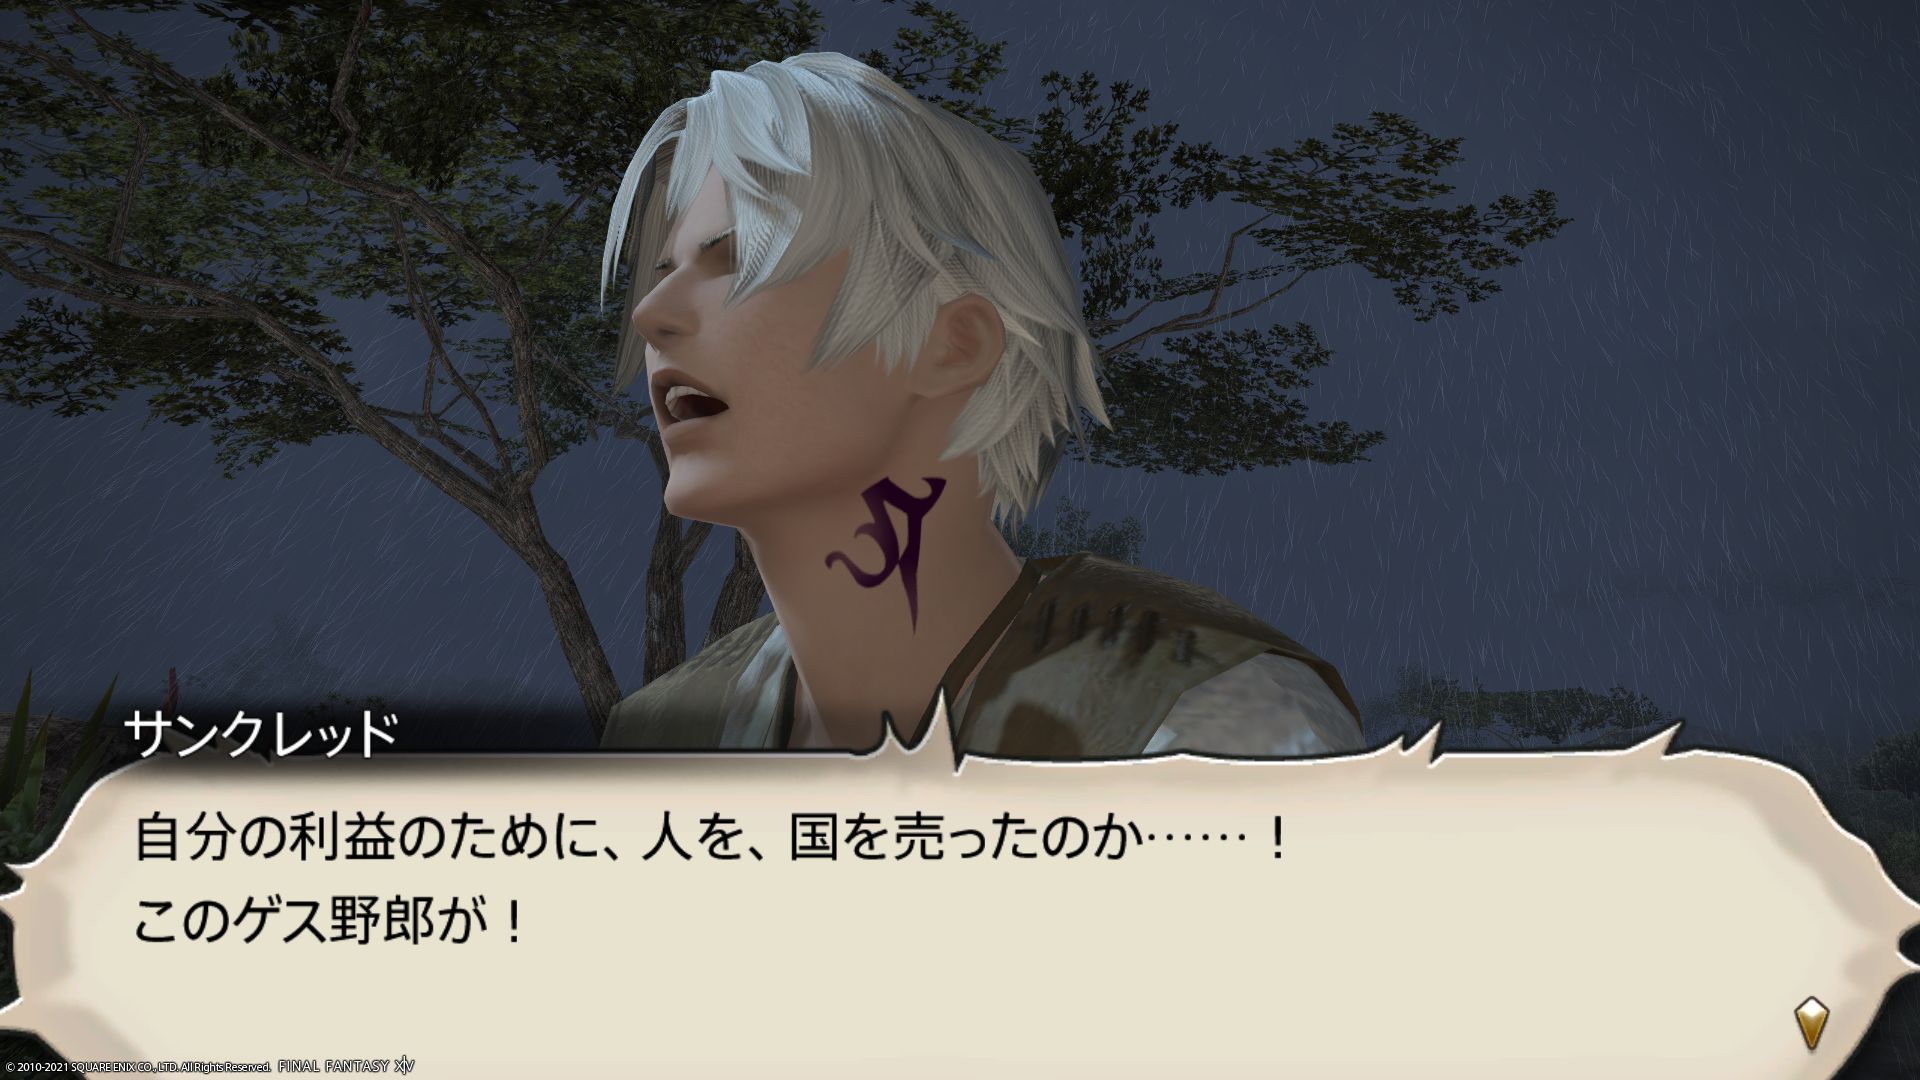 サンクレッド
自分の利益のために、人を、国を売ったのか……！
このゲス野郎が！
© 2010-2021 SQUARE ENIX CO., LTD. All Rights Reserved. FINAL FANTASY XIV